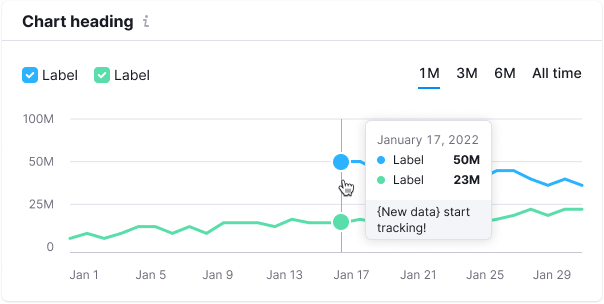 Chart heading i
Label Label 1M 3M 6M All time
100M
50M
25M
0
January 17, 2022
Label 50M
Label 23M
{New data} start
tracking!
Jan 1 Jan 5 Jan 9 Jan 13 Jan 17 Jan 21 Jan 25 Jan 29